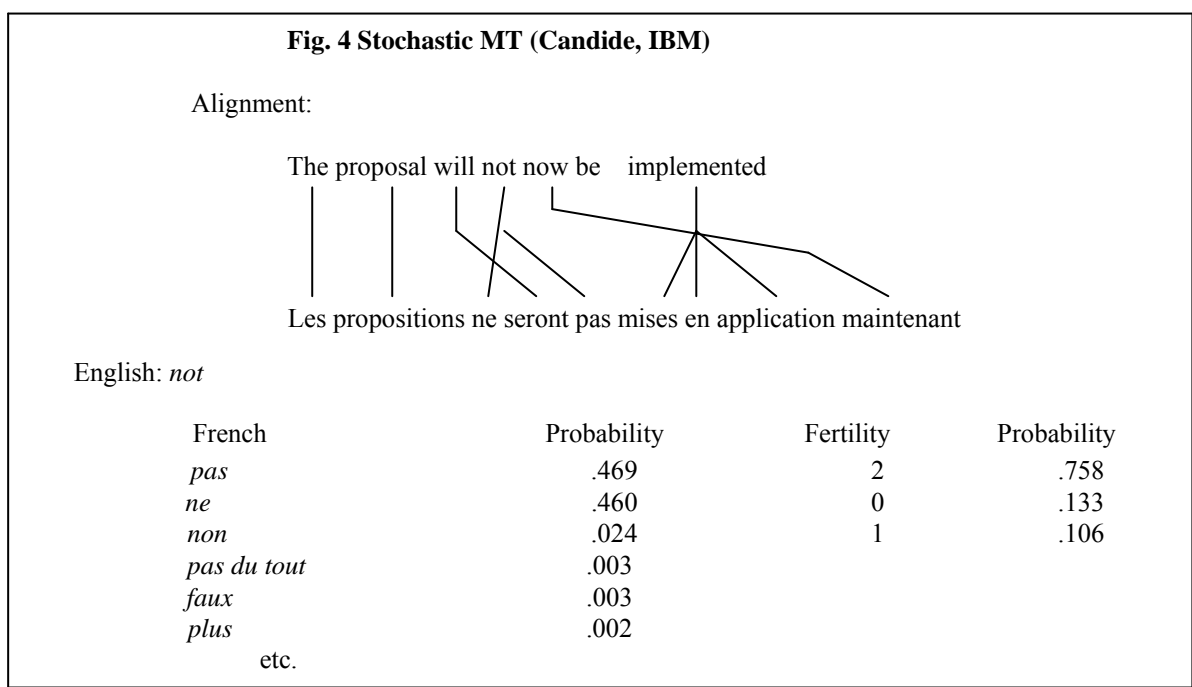 Fig. 4 Stochastic MT (Candide, IBM)
Alignment:
The proposal will not now be implemented
Les propositions ne seront pas mises en application maintenant
English: not
French Probability Fertility Probability
pas .469 2 .758
ne .460 0 .133
non .024 1 .106
pas du tout .003
faux .003
plus .002
etc.